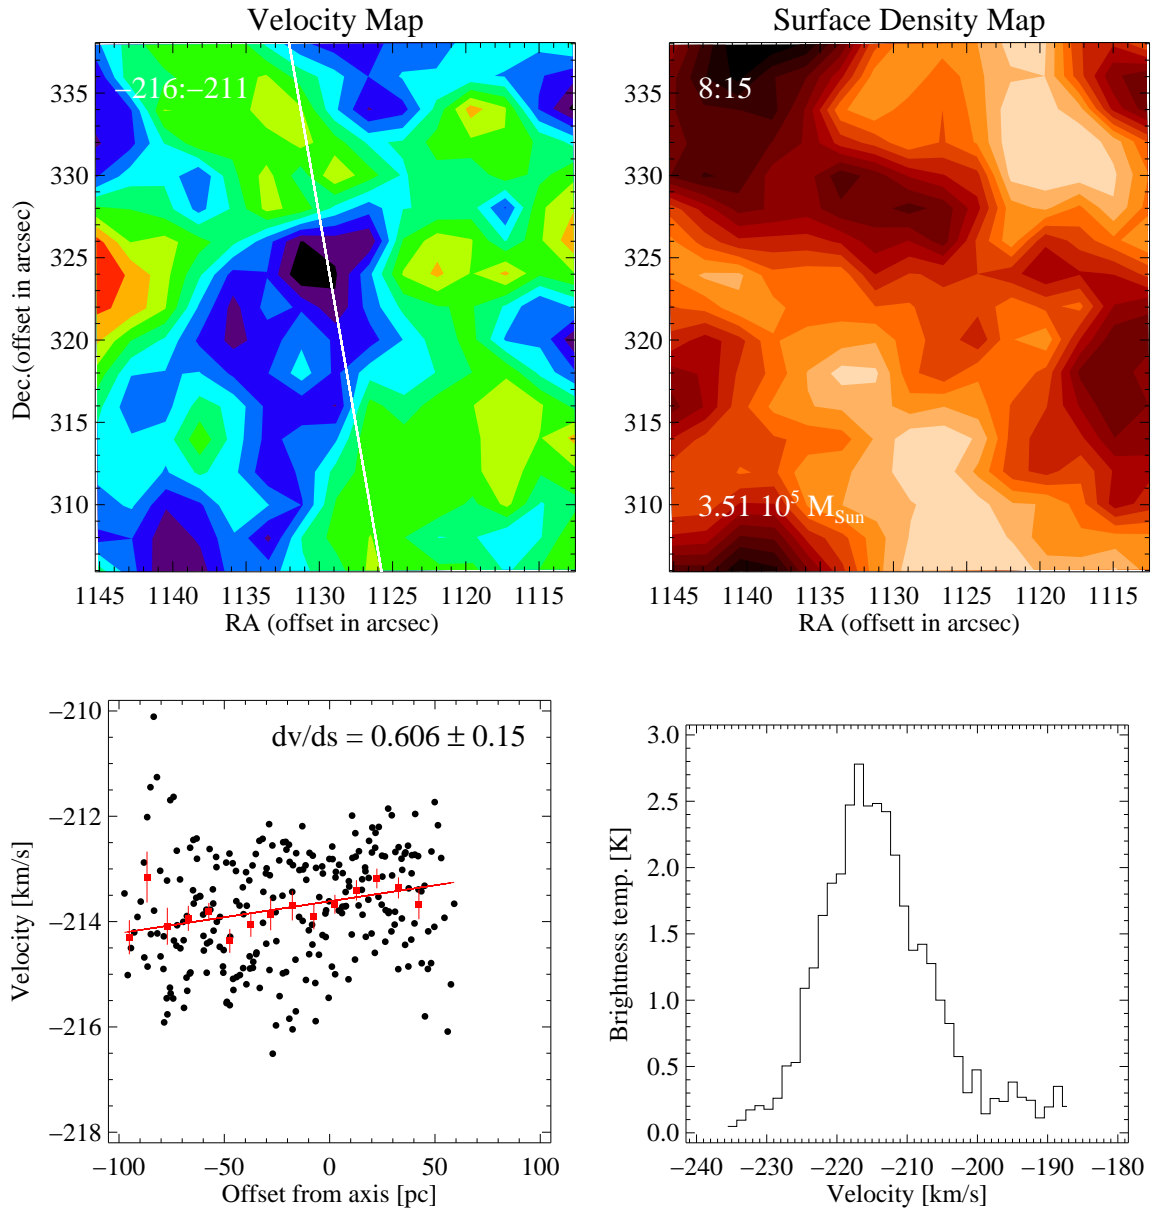 Velocity Map
Surface Density Map
−216:−211
8:15
335
330
325
320
315
310
Dec.(offset in arcsec)
335
330
325
320
315
310
3.51 10^5 M_Sun
1145 1140 1135 1130 1125 1120 1115
RA (offset in arcsec)
1145 1140 1135 1130 1125 1120 1115
RA (offsett in arcsec)
−210
−212
−214
−216
−218
Velocity [km/s]
dv/ds = 0.606 ± 0.15
−100 −50 0 50 100
Offset from axis [pc]
3.0
2.5
2.0
1.5
1.0
0.5
0.0
Brightness temp. [K]
−240 −230 −220 −210 −200 −190 −180
Velocity [km/s]